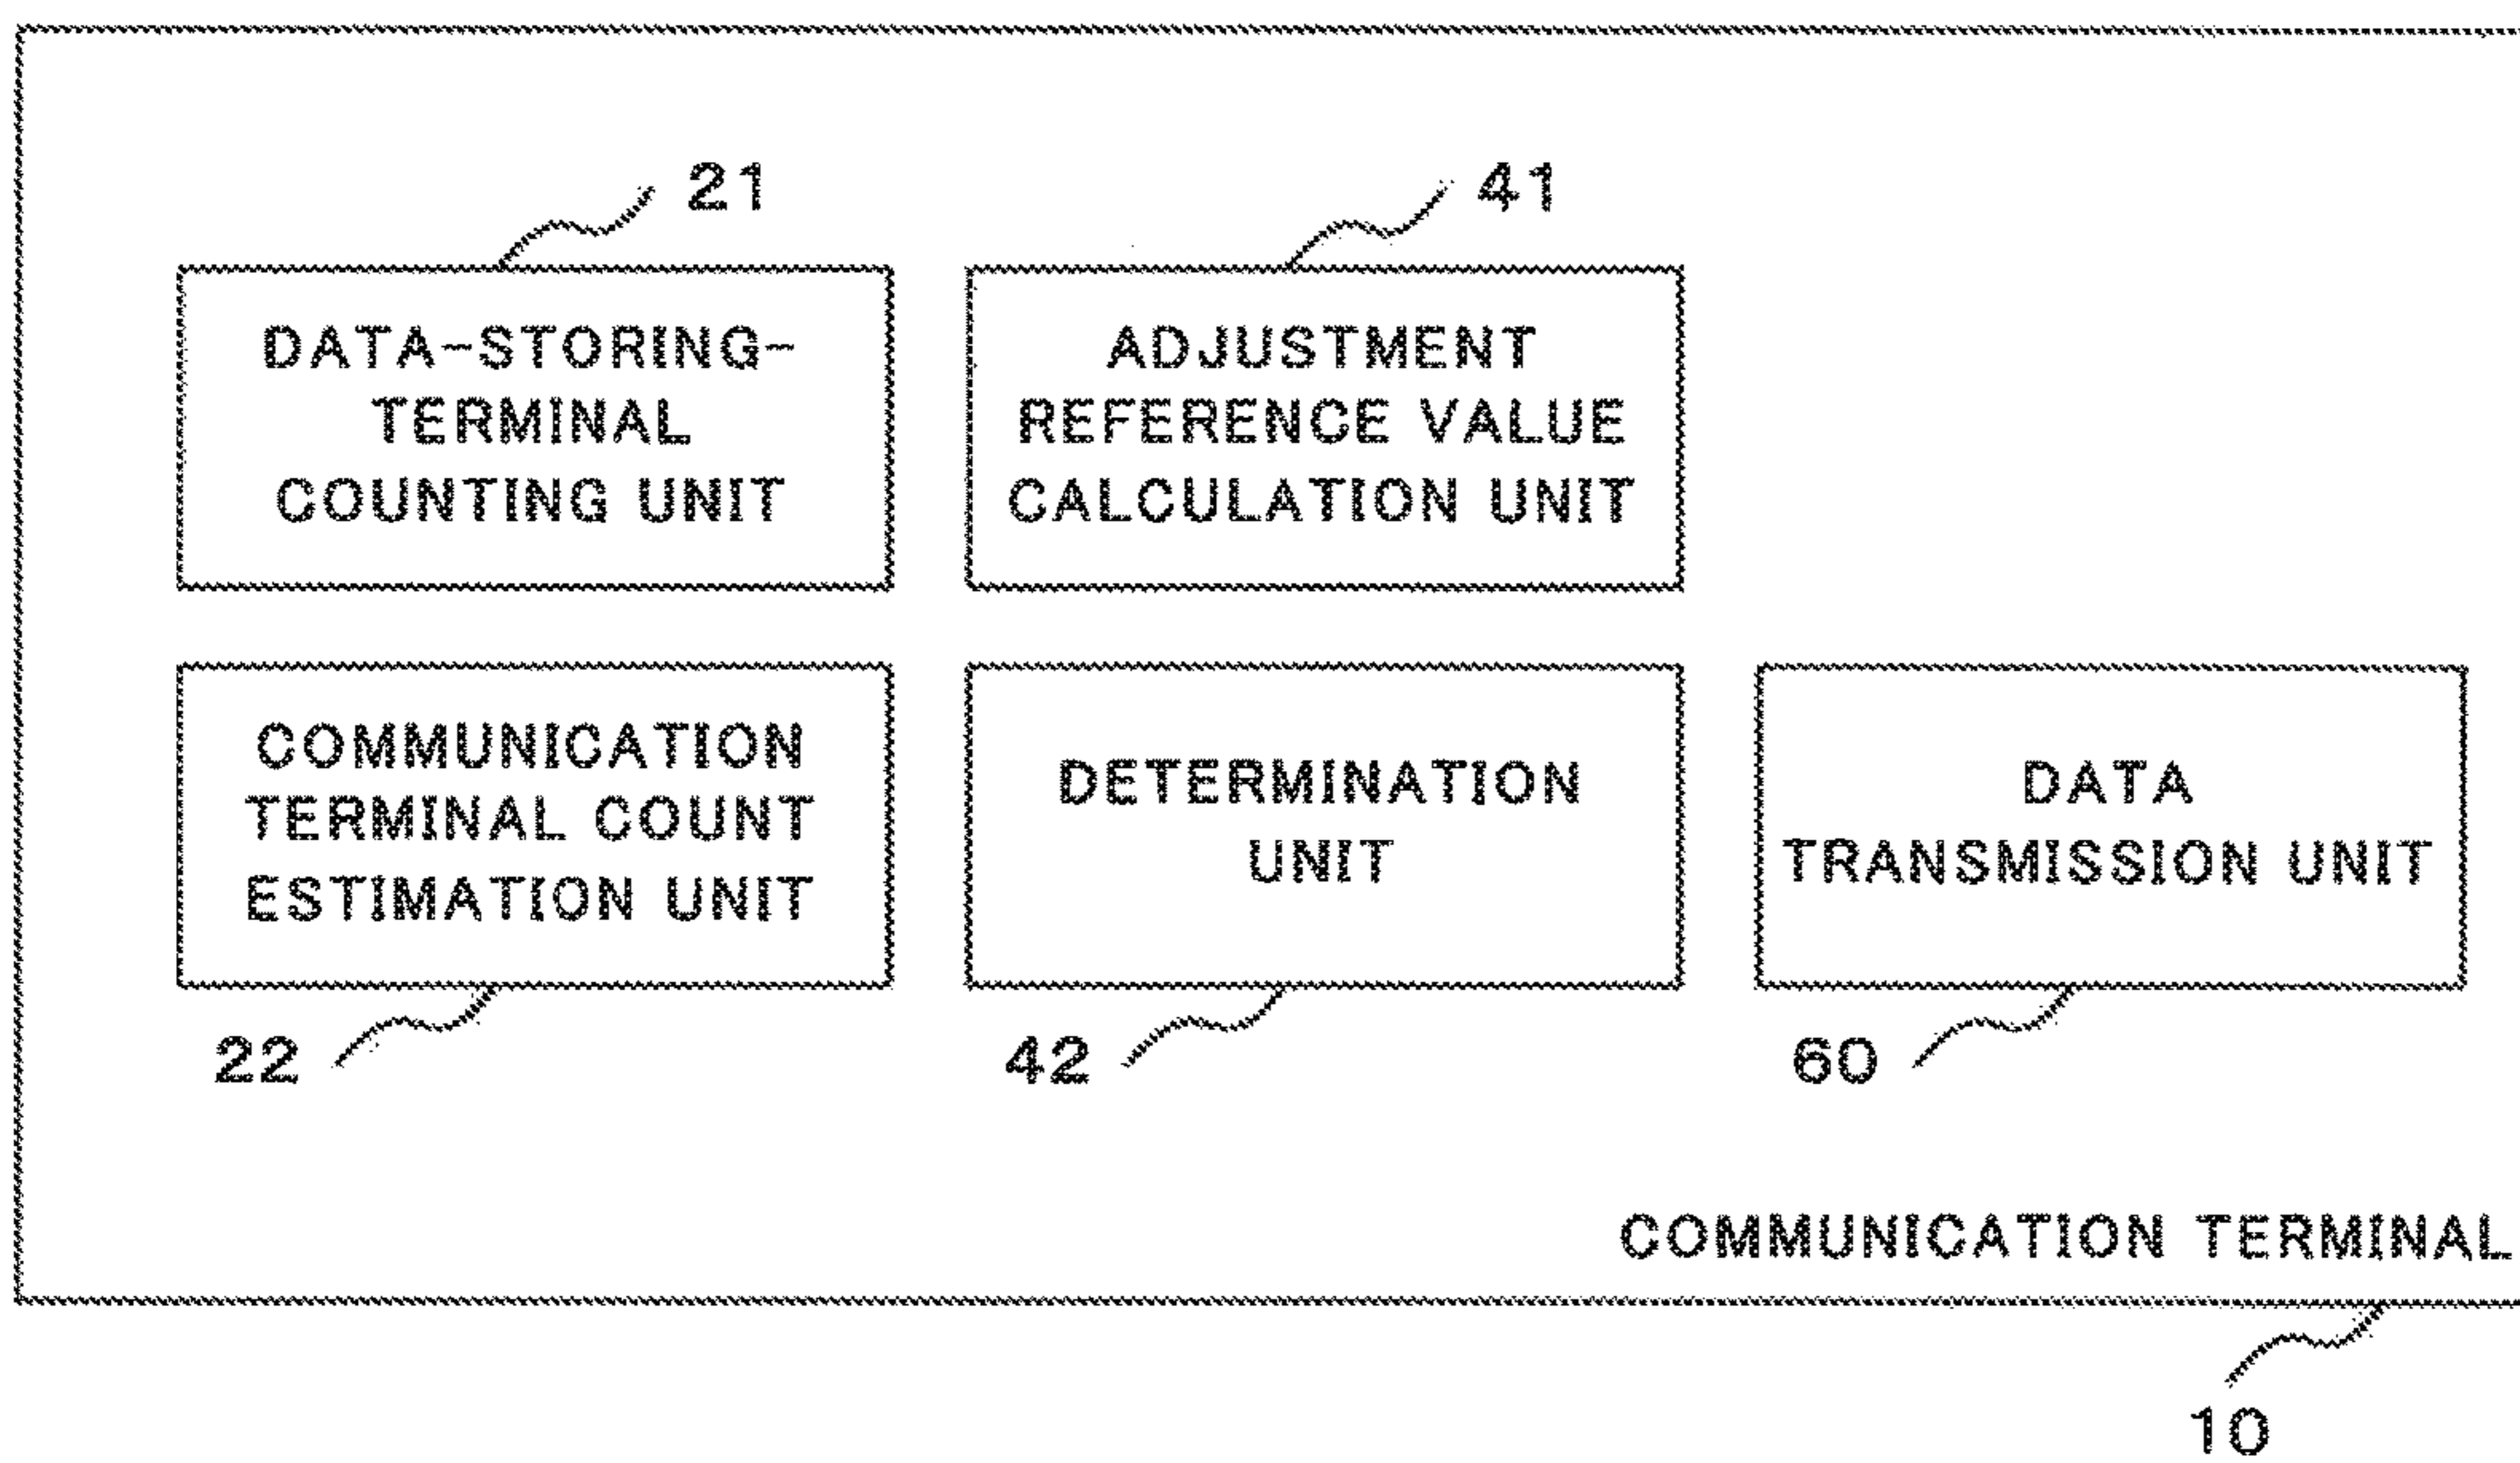 21
DATA-STORING-
TERMINAL
COUNTING UNIT
41
ADJUSTMENT
REFERENCE VALUE
CALCULATION UNIT
COMMUNICATION
TERMINAL COUNT
ESTIMATION UNIT
22
DETERMINATION
UNIT
42
DATA
TRANSMISSION UNIT
60
COMMUNICATION TERMINAL
10